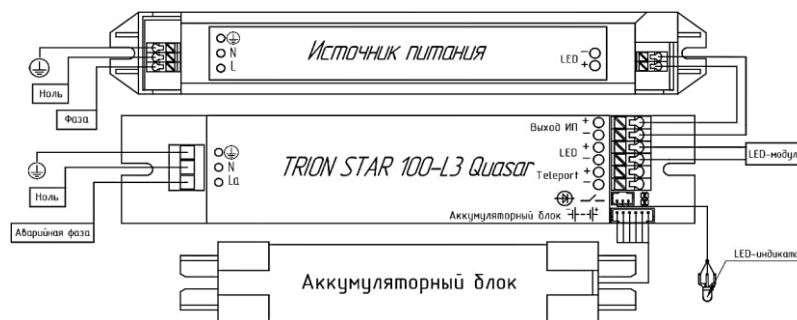 Источник питания
N
L
LED
−
+
Ноль
Фаза
TRION STAR 100-L3 Quasar
N
La
Выход ИП + −
LED + −
Teleport + −
Аккумуляторный блок − +
LED-модул
Ноль
Аварийная фаза
Аккумуляторный блок
LED-индикато